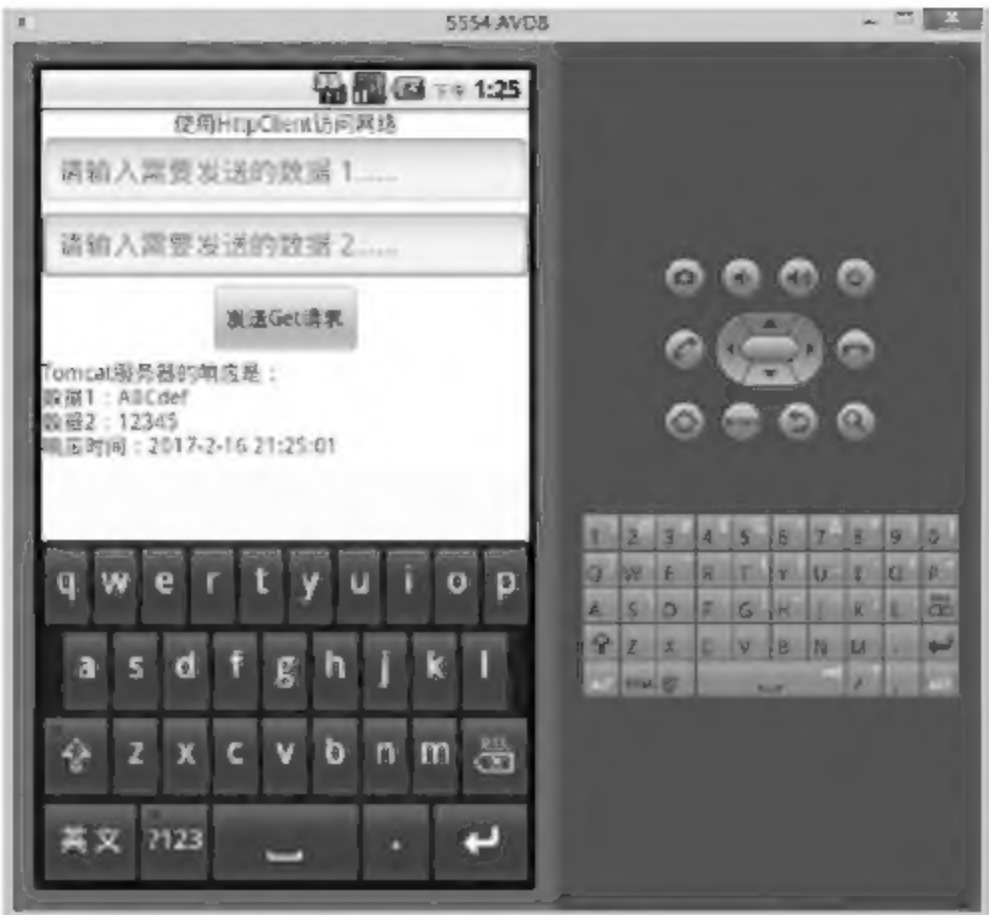 5554:AVD8
下午 1:25
使用HttpClient访问网络
请输入需要发送的数据 1......
请输入需要发送的数据 2......
发送Get请求
Tomcat服务器的响应是：
数据1：ABCdef
数据2：12345
响应时间：2017-2-16 21:25:01
q w e r t y u i o p
a s d f g h j k l
z x c v b n m DEL
英文 ?123 .
1 2 3 4 5 6 7 8 9 0
Q W E R T Y U I O P
A S D F G H J K L DEL
Z X C V B N M .